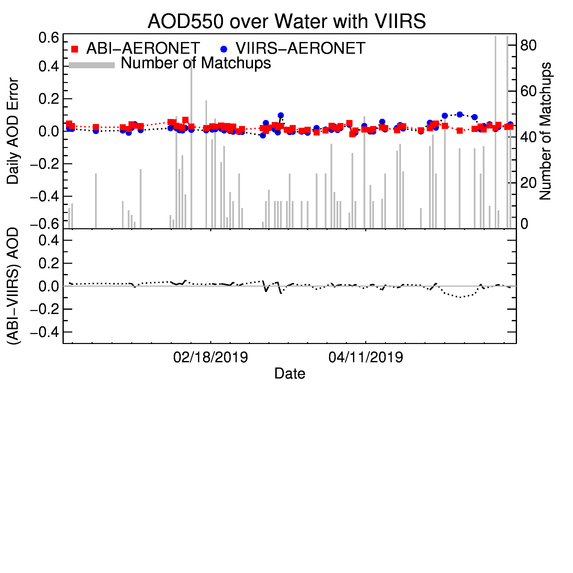 AOD550 over Water with VIIRS
ABI−AERONET VIIRS−AERONET
Number of Matchups
Daily AOD Error
0.6
0.4
0.2
0.0
−0.2
−0.4
−0.6
Number of Matchups
80
60
40
20
0
(ABI−VIIRS) AOD
0.4
0.2
0.0
−0.2
−0.4
02/18/2019 04/11/2019
Date